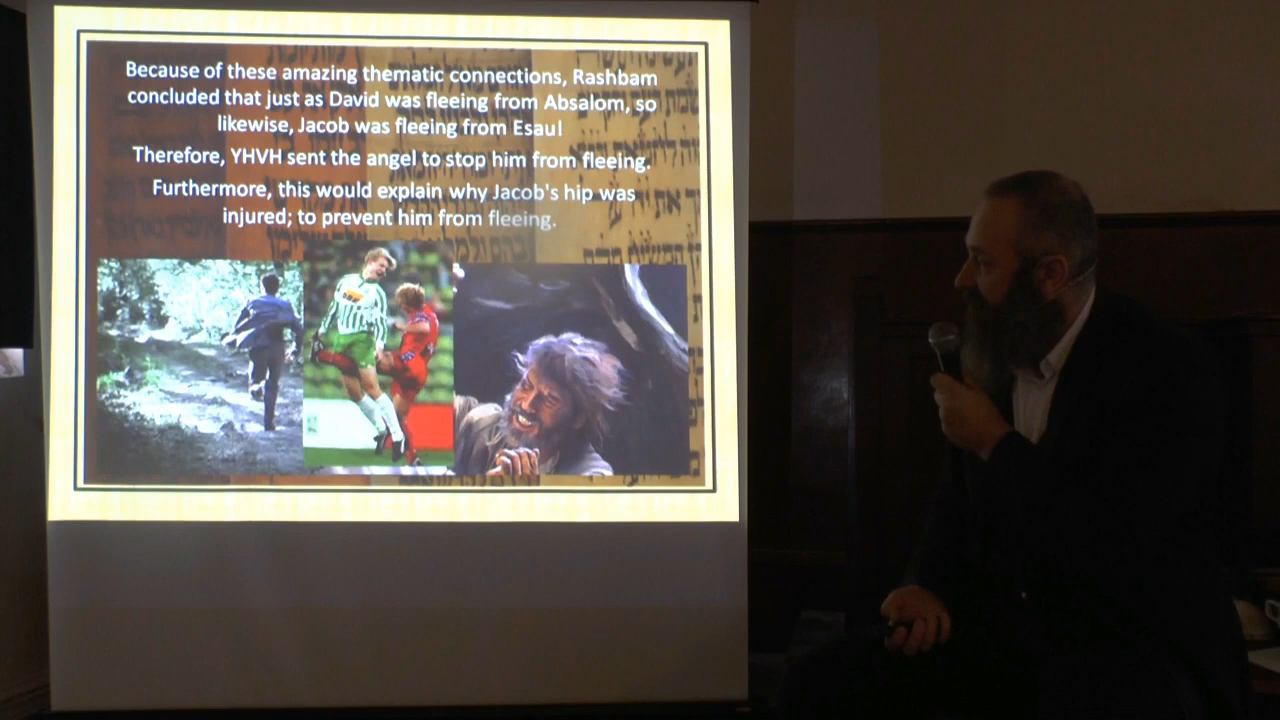 Because of these amazing thematic connections, Rashbam
concluded that just as David was fleeing from Absalom, so
likewise, Jacob was fleeing from Esau!
Therefore, YHVH sent the angel to stop him from fleeing.
Furthermore, this would explain why Jacob's hip was
injured; to prevent him from fleeing.